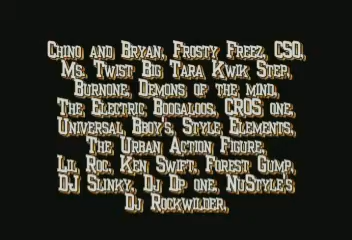 Chino and Bryan, Frosty Freez, CSO,
Ms. Twist Big Tara Kwik Step,
Burnone, Demons of the mind,
The Electric Boogaloos, CROS one,
Universal Bboy's, Style Elements,
The Urban Action Figure,
Lil Roc, Ken Swift, Forest Gump,
DJ Slinky, Dj Dp one, NuStyle's
Dj Rockwilder,